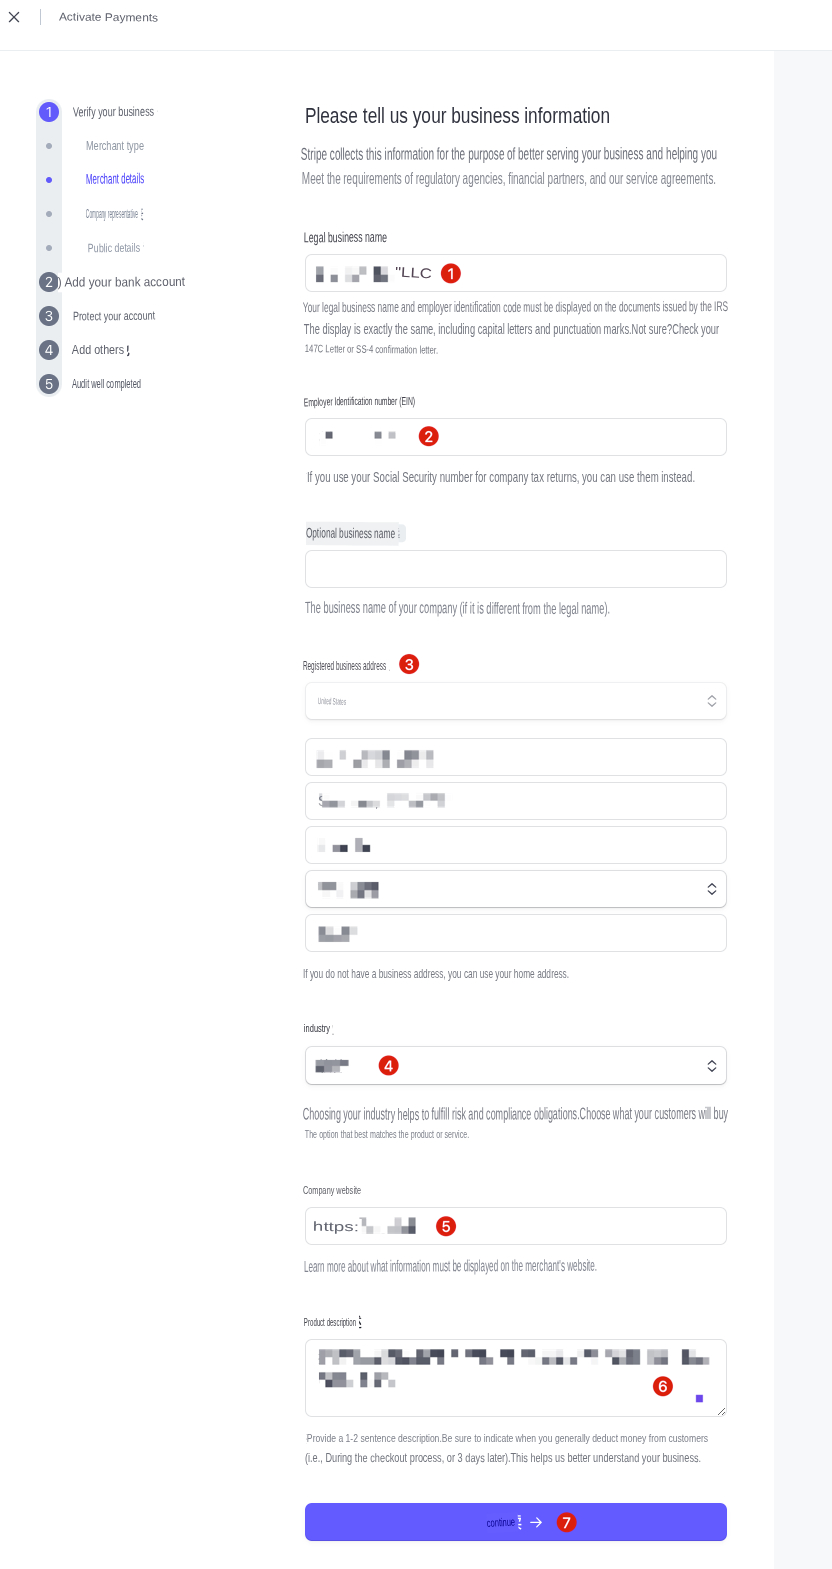 Activate Payments
1 Verify your business
Merchant type
Merchant details
Company representative
Public details
2 ) Add your bank account
3 Protect your account
4 Add others
5 Audit well completed
Please tell us your business information
Stripe collects this information for the purpose of better serving your business and helping you
Meet the requirements of regulatory agencies, financial partners, and our service agreements.
Legal business name
"LLC 1
Your legal business name and employer identification code must be displayed on the documents issued by the IRS
The display is exactly the same, including capital letters and punctuation marks.Not sure?Check your
147C Letter or SS-4 confirmation letter.
Employer Identification number (EIN)
2
If you use your Social Security number for company tax returns, you can use them instead.
Optional business name
The business name of your company (if it is different from the legal name).
Registered business address 3
United States
If you do not have a business address, you can use your home address.
industry
4
Choosing your industry helps to fulfill risk and compliance obligations.Choose what your customers will buy
The option that best matches the product or service.
Company website
https: 5
Learn more about what information must be displayed on the merchant's website.
Product description
6
Provide a 1-2 sentence description.Be sure to indicate when you generally deduct money from customers
(i.e., During the checkout process, or 3 days later).This helps us better understand your business.
continue → 7